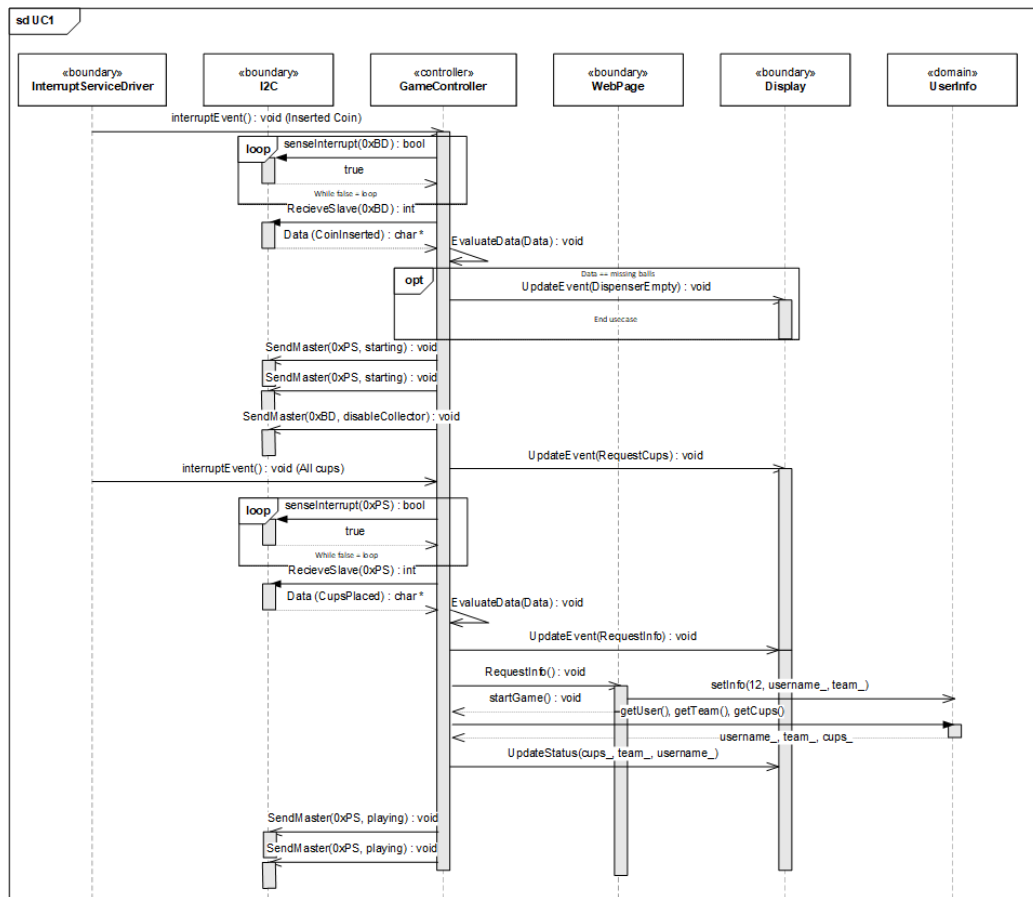 sd UC1
«boundary»
InterruptServiceDriver
«boundary»
I2C
«controller»
GameController
«boundary»
WebPage
«boundary»
Display
«domain»
UserInfo
interruptEvent() : void (Inserted Coin)
loop
senseInterrupt(0xBD) : bool
true
While false = loop
RecieveSlave(0xBD) : int
Data (CoinInserted) : char *
EvaluateData(Data) : void
opt
Data == missing balls
UpdateEvent(DispenserEmpty) : void
End usecase
SendMaster(0xPS, starting) : void
SendMaster(0xPS, starting) : void
SendMaster(0xBD, disableCollector) : void
UpdateEvent(RequestCups) : void
interruptEvent() : void (All cups)
loop
senseInterrupt(0xPS) : bool
true
While false = loop
RecieveSlave(0xPS) : int
Data (CupsPlaced) : char *
EvaluateData(Data) : void
UpdateEvent(RequestInfo) : void
RequestInfo() : void
setInfo(12, username_, team_)
startGame() : void
getUser(), getTeam(), getCups()
username_, team_, cups_
UpdateStatus(cups_, team_, username_)
SendMaster(0xPS, playing) : void
SendMaster(0xPS, playing) : void